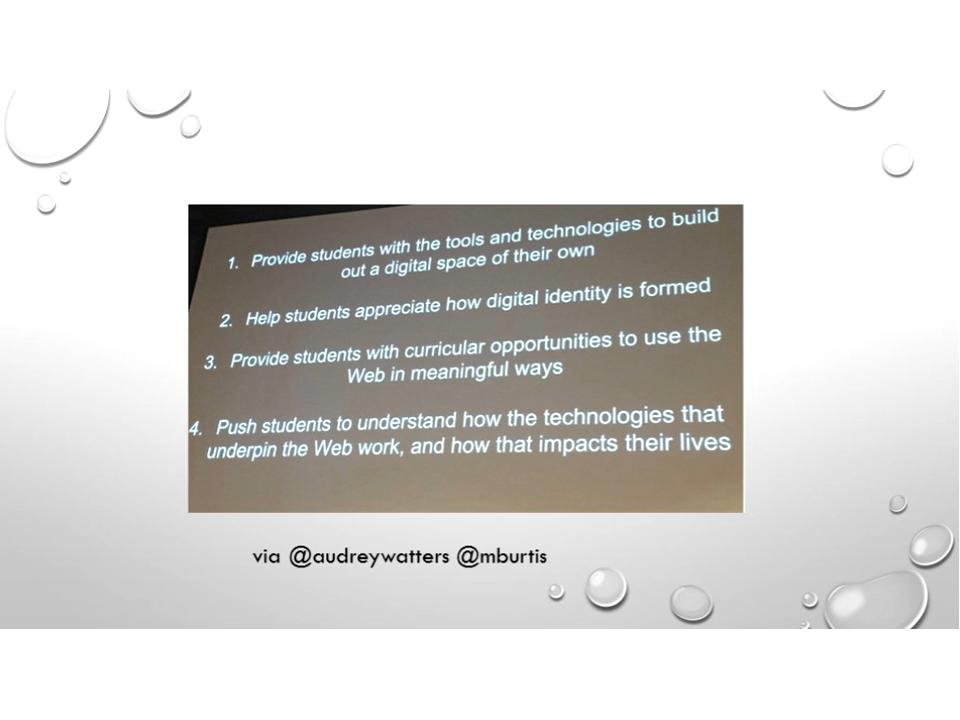 1. Provide students with the tools and technologies to build
out a digital space of their own
2. Help students appreciate how digital identity is formed
3. Provide students with curricular opportunities to use the
Web in meaningful ways
4. Push students to understand how the technologies that
underpin the Web work, and how that impacts their lives
via @audreywatters @mburtis